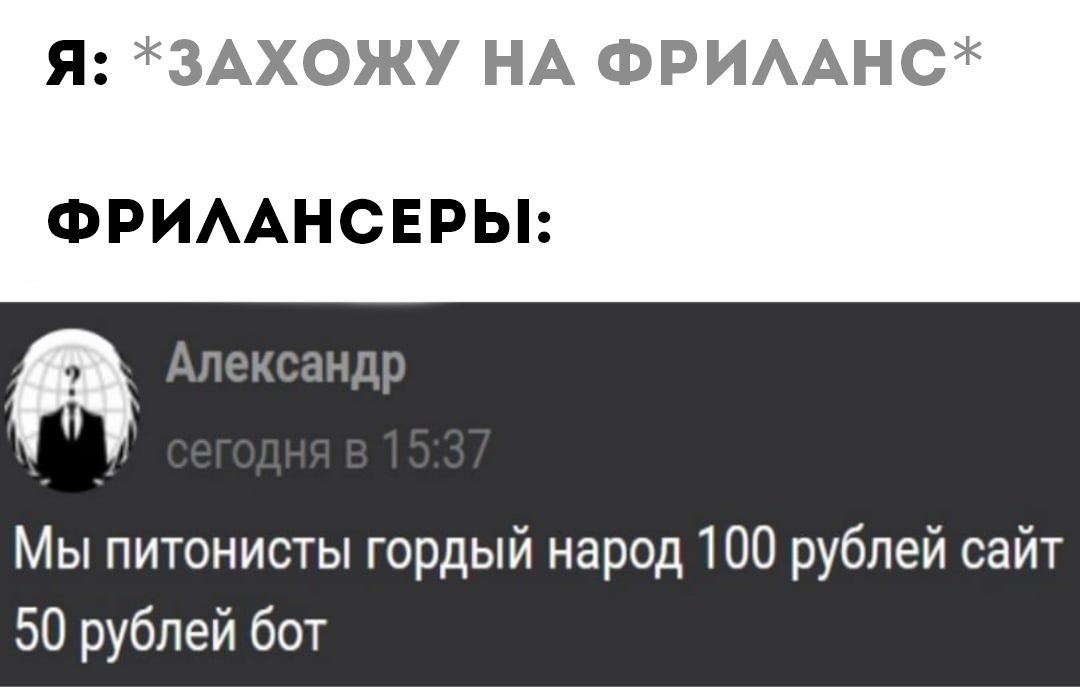 Я: *ЗАХОЖУ НА ФРИЛАНС*
ФРИЛАНСЕРЫ:
?
Александр
сегодня в 15:37
Мы питонисты гордый народ 100 рублей сайт
50 рублей бот